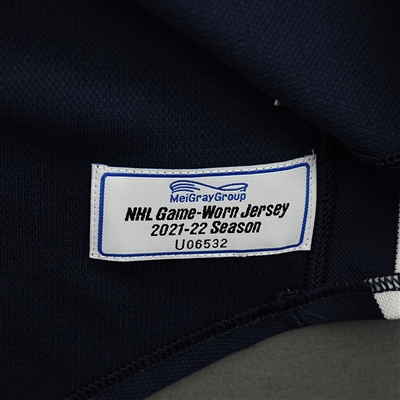 MeiGrayGroup
NHL Game-Worn Jersey
2021-22 Season
U06532